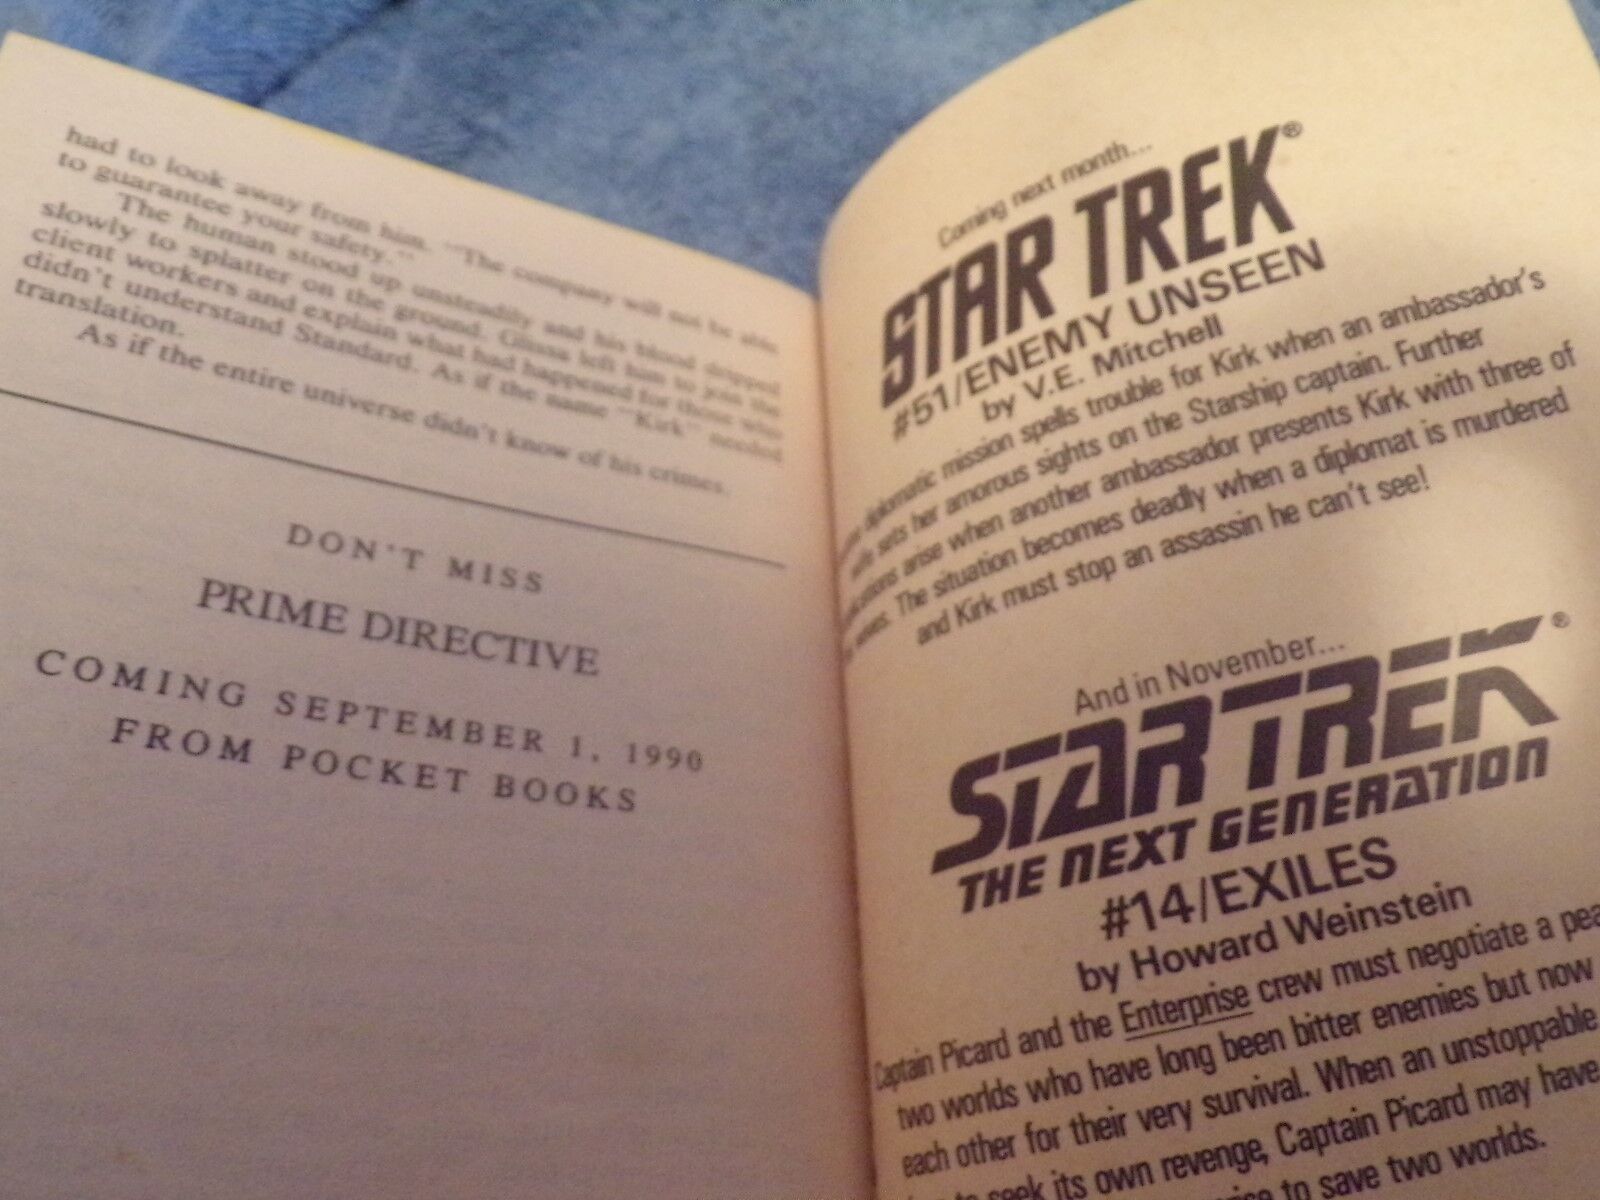 had to look away from him. "The company will not be able
to guarantee your safety."
The human stood up unsteadily and his blood dripped
slowly to splatter on the ground. Glissa left him to join the
client workers and explain what had happened for those who
didn't understand Standard. As if the name "Kirk" needed
translation.
As if the entire universe didn't know of his crimes.
DON'T MISS
PRIME DIRECTIVE
COMING SEPTEMBER 1, 1990
FROM POCKET BOOKS
Coming next month...
STAR TREK®
#51/ENEMY UNSEEN
by V.E. Mitchell
diplomatic mission spells trouble for Kirk when an ambassador's
wife sets her amorous sights on the Starship captain. Further
arise when another ambassador presents Kirk with three of
wives. The situation becomes deadly when a diplomat is murdered
and Kirk must stop an assassin he can't see!
And in November...
STAR TREK®
THE NEXT GENERATION
#14/EXILES
by Howard Weinstein
Captain Picard and the Enterprise crew must negotiate a
two worlds who have long been bitter enemies but now
each other for their very survival. When an unstoppable
seek its own revenge, Captain Picard may have
to save two worlds.